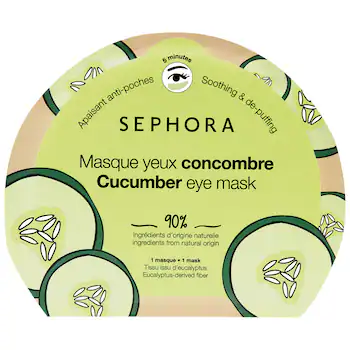 6 minutes
Apaisant anti-poches
Soothing & de-puffing
SEPHORA
Masque yeux concombre
Cucumber eye mask
90%
Ingrédients d'origine naturelle
ingredients from natural origin
1 masque • 1 mask
Tissu issu d'eucalyptus
Eucalyptus-derived fiber